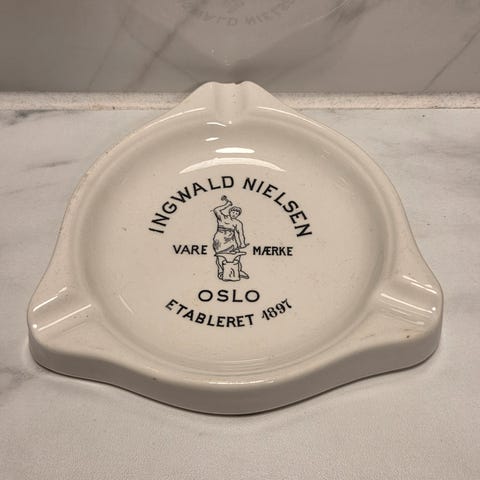 INGWALD NIELSEN
VARE MÆRKE
OSLO
ETABLERET 1897